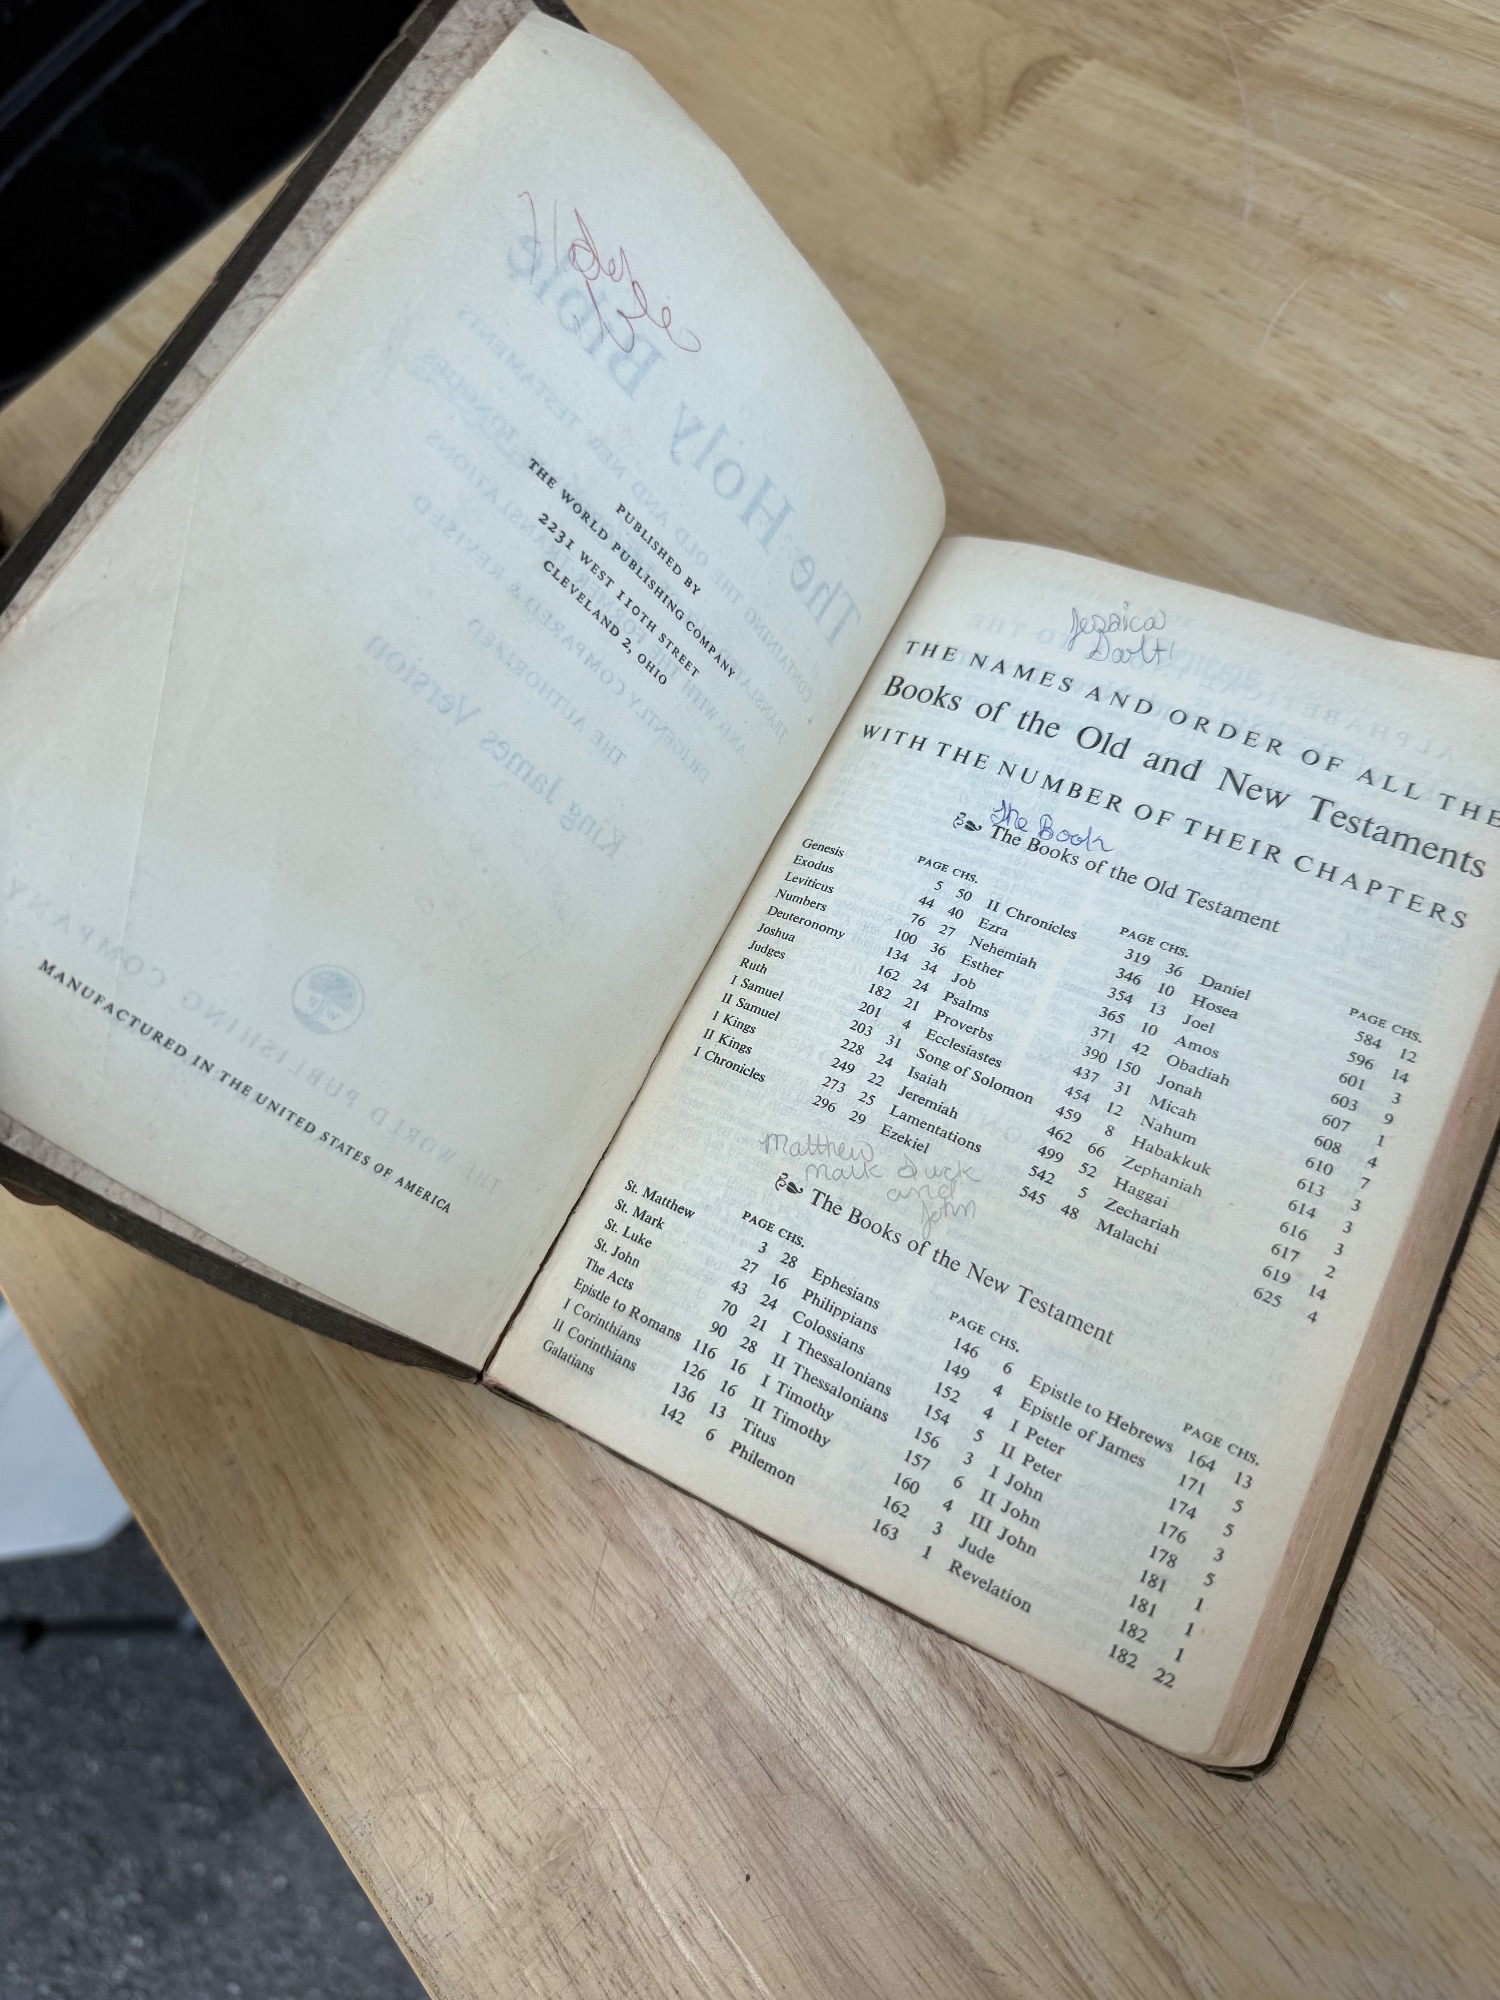 PUBLISHED BY
THE WORLD PUBLISHING COMPANY
2231 WEST 110TH STREET
CLEVELAND 2, OHIO
MANUFACTURED IN THE UNITED STATES OF AMERICA
Jessica
THE NAMES AND ORDER OF ALL THE
Books of the Old and New Testaments
WITH THE NUMBER OF THEIR CHAPTERS
The Book
The Books of the Old Testament
PAGE CHS. PAGE CHS. PAGE CHS.
Genesis 5 50 II Chronicles 319 36 Daniel 584 12
Exodus 44 40 Ezra 346 10 Hosea 596 14
Leviticus 76 27 Nehemiah 354 13 Joel 601 3
Numbers 100 36 Esther 365 10 Amos 603 9
Deuteronomy 134 34 Job 371 42 Obadiah 607 1
Joshua 162 24 Psalms 390 150 Jonah 608 4
Judges 182 21 Proverbs 437 31 Micah 610 7
Ruth 201 4 Ecclesiastes 454 12 Nahum 613 3
I Samuel 203 31 Song of Solomon 459 8 Habakkuk 614 3
II Samuel 228 24 Isaiah 462 66 Zephaniah 616 3
I Kings 249 22 Jeremiah 499 52 Haggai 617 2
II Kings 273 25 Lamentations 542 5 Zechariah 619 14
I Chronicles 296 29 Ezekiel 545 48 Malachi 625 4
Matthew
Mark
and
John
The Books of the New Testament
PAGE CHS. PAGE CHS. PAGE CHS.
St. Matthew 3 28 Ephesians 146 6 Epistle to Hebrews 164 13
St. Mark 27 16 Philippians 149 4 Epistle of James 171 5
St. Luke 43 24 Colossians 152 4 I Peter 174 5
St. John 70 21 I Thessalonians 154 5 II Peter 176 3
The Acts 90 28 II Thessalonians 156 3 I John 178 5
Epistle to Romans 116 16 I Timothy 157 6 II John 181 1
I Corinthians 126 16 II Timothy 160 4 III John 181 1
II Corinthians 136 13 Titus 162 3 Jude 182 1
Galatians 142 6 Philemon 163 1 Revelation 182 22